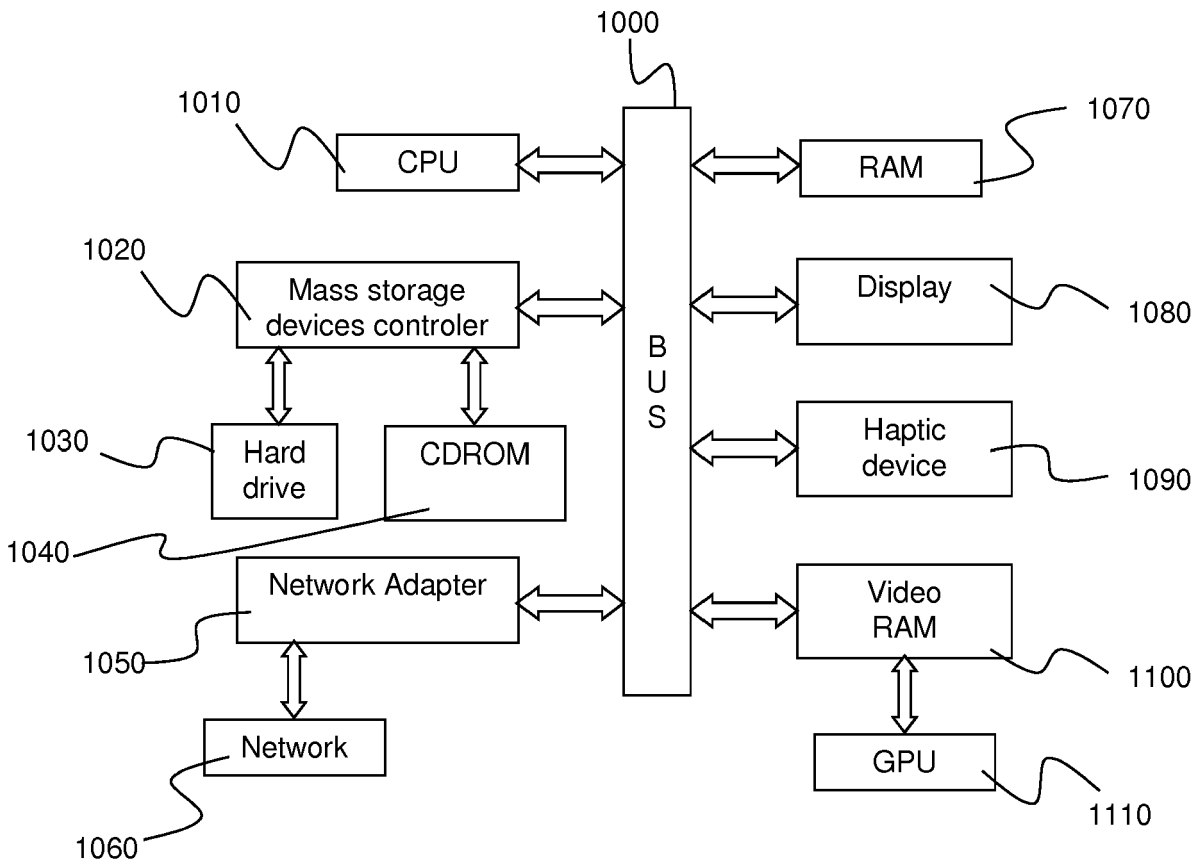 1000
1010
CPU
RAM
1070
1020
Mass storage
devices controler
Display
1080
B
U
S
1030
Hard
drive
CDROM
Haptic
device
1090
1040
Network Adapter
Video
RAM
1050
1100
Network
GPU
1060
1110